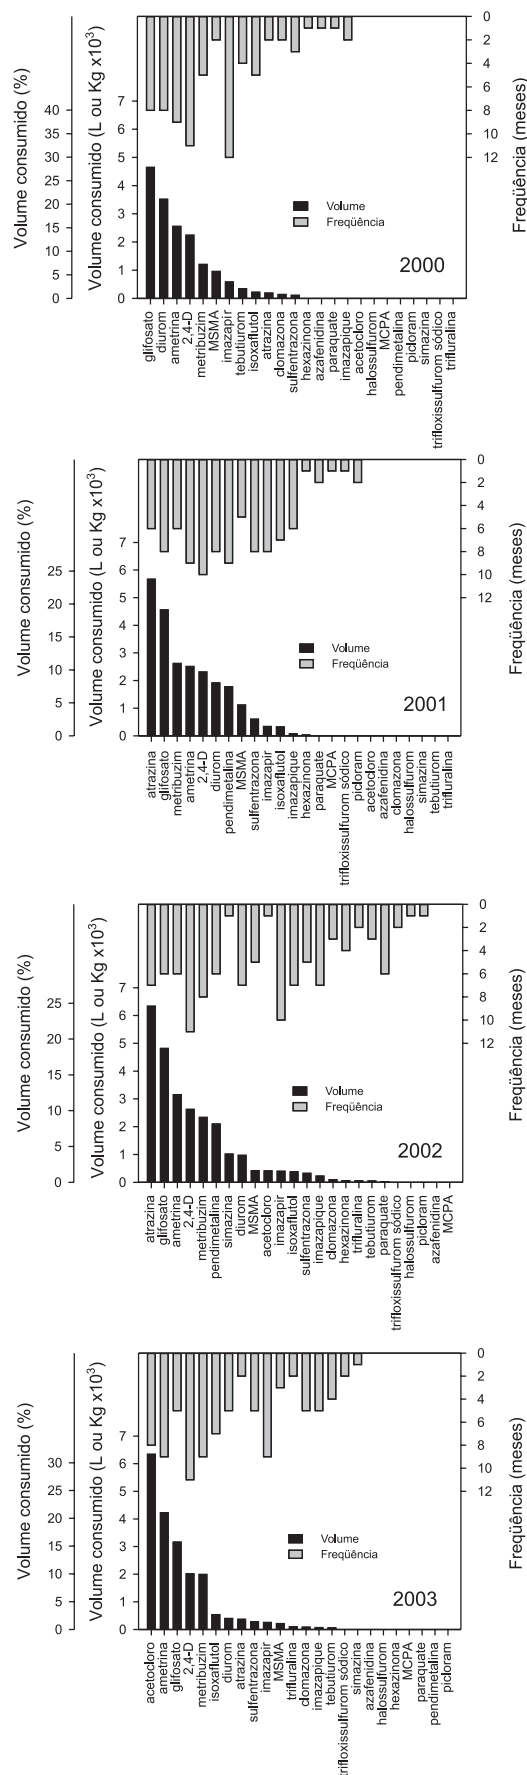 Volume consumido (%)
Volume consumido (L ou Kg x10³)
Freqüência (meses)
40
35
30
25
20
15
10
5
0
7
6
5
4
3
2
1
0
0
2
4
6
8
10
12
Volume
Freqüência
2000
glifosato
diurom
ametrina
2,4-D
metribuzim
MSMA
imazapir
tebutiurom
isoxaflutol
atrazina
clomazona
sulfentrazona
hexazinona
azafenidina
paraquate
imazapique
acetocloro
halossulfurom
MCPA
pendimetalina
picloram
simazina
trifloxissulfurom sódico
trifluralina
Volume consumido (%)
Volume consumido (L ou Kg x10³)
Freqüência (meses)
25
20
15
10
5
0
7
6
5
4
3
2
1
0
0
2
4
6
8
10
12
Volume
Freqüência
2001
atrazina
glifosato
metribuzim
ametrina
2,4-D
diurom
pendimetalina
MSMA
sulfentrazona
imazapir
isoxaflutol
imazapique
hexazinona
paraquate
MCPA
trifloxissulfurom sódico
picloram
acetocloro
azafenidina
clomazona
halossulfurom
simazina
tebutiurom
trifluralina
Volume consumido (%)
Volume consumido (L ou Kg x10³)
Freqüência (meses)
25
20
15
10
5
0
7
6
5
4
3
2
1
0
0
2
4
6
8
10
12
Volume
Freqüência
2002
atrazina
glifosato
ametrina
2,4-D
metribuzim
pendimetalina
simazina
diurom
MSMA
acetocloro
imazapir
isoxaflutol
sulfentrazona
imazapique
clomazona
hexazinona
trifluralina
tebutiurom
paraquate
trifloxissulfurom sódico
halossulfurom
picloram
azafenidina
MCPA
Volume consumido (%)
Volume consumido (L ou Kg x10³)
Freqüência (meses)
30
25
20
15
10
5
0
7
6
5
4
3
2
1
0
0
2
4
6
8
10
12
Volume
Freqüência
2003
acetocloro
ametrina
glifosato
2,4-D
metribuzim
isoxaflutol
diurom
atrazina
sulfentrazona
imazapir
MSMA
trifluralina
clomazona
imazapique
tebutiurom
trifloxissulfurom sódico
simazina
azafenidina
halossulfurom
hexazinona
MCPA
paraquate
pendimetalina
picloram